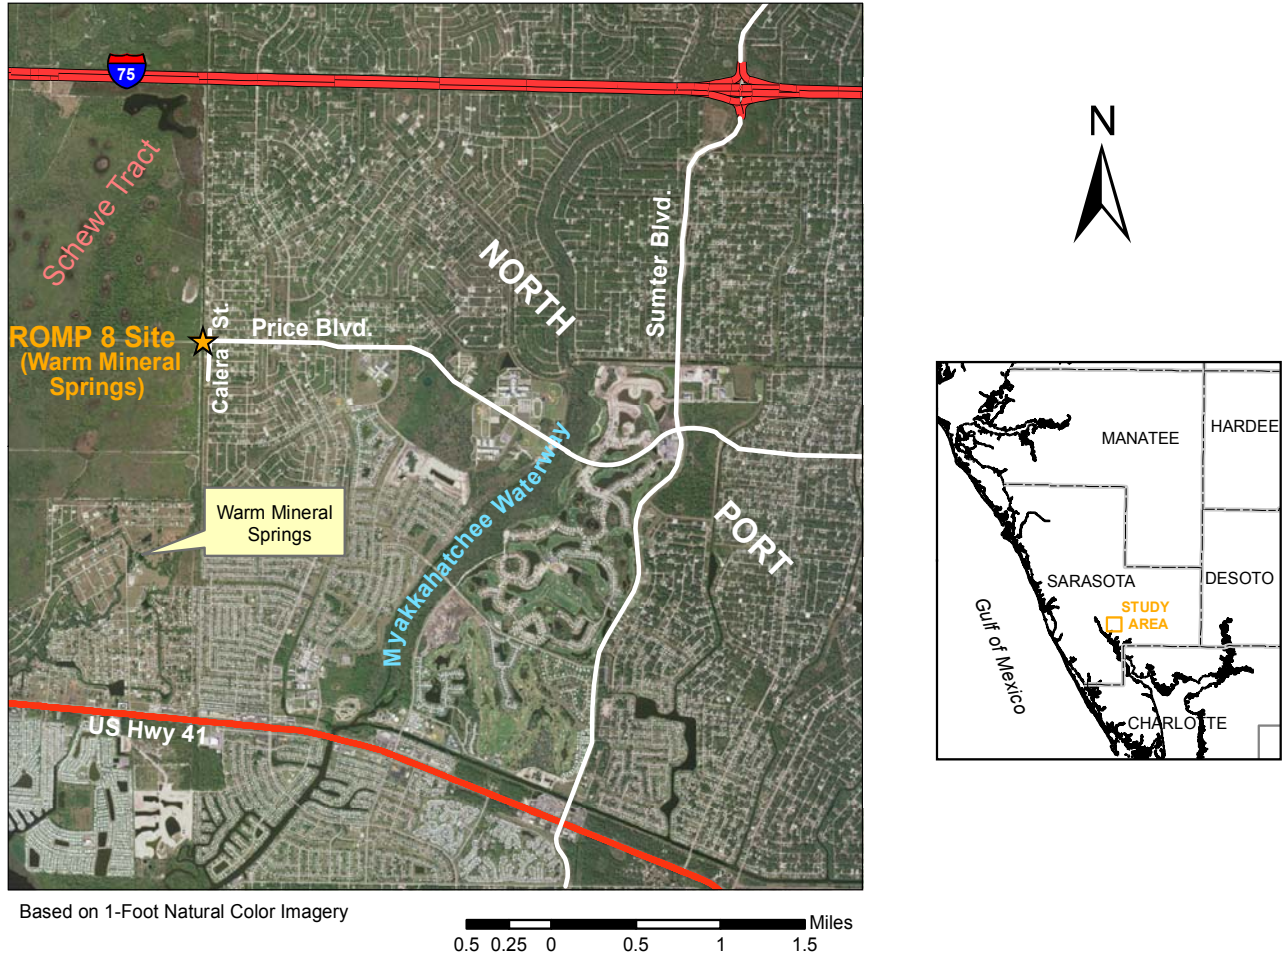 75
Schewe Tract
NORTH
Sumter Blvd.
ROMP 8 Site
(Warm Mineral
Springs)
Calera St.
Price Blvd.
Warm Mineral
Springs
Myakkahatchee Waterway
PORT
US Hwy 41
Based on 1-Foot Natural Color Imagery
Miles
0.5 0.25 0 0.5 1 1.5
N
MANATEE
HARDEE
SARASOTA
DESOTO
STUDY
AREA
Gulf of Mexico
CHARLOTTE